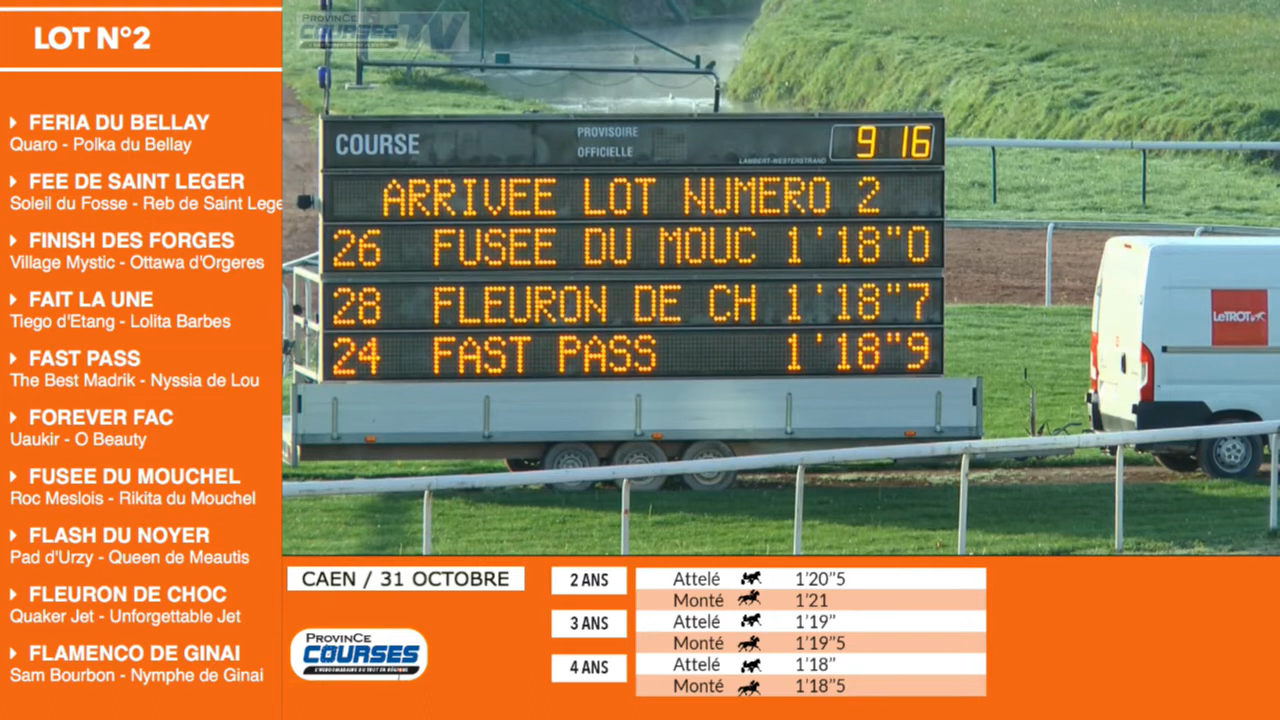 LOT N°2
FERIA DU BELLAY
Quaro - Polka du Bellay
FEE DE SAINT LEGER
Soleil du Fosse - Reb de Saint Lege
FINISH DES FORGES
Village Mystic - Ottawa d'Orgeres
FAIT LA UNE
Tiego d'Etang - Lolita Barbes
FAST PASS
The Best Madrik - Nyssia de Lou
FOREVER FAC
Uaukir - O Beauty
FUSEE DU MOUCHEL
Roc Meslois - Rikita du Mouchel
FLASH DU NOYER
Pad d'Urzy - Queen de Meautis
FLEURON DE CHOC
Quaker Jet - Unforgettable Jet
FLAMENCO DE GINAI
Sam Bourbon - Nymphe de Ginai
PROVINCE
COURSES TV
COURSE
PROVISOIRE
OFFICIELLE
LAMBERT-WESTERSTRAND
9 16
ARRIVEE LOT NUMERO 2
26 FUSEE DU MOUC 1'18"0
28 FLEURON DE CH 1'18"7
24 FAST PASS 1'18"9
LeTROT
CAEN / 31 OCTOBRE
PROVINCE
COURSES
L'HEBDOMADAIRE DU TROT EN RÉGION
2 ANS
Attelé 1'20"5
Monté 1'21
3 ANS
Attelé 1'19"
Monté 1'19"5
4 ANS
Attelé 1'18"
Monté 1'18"5